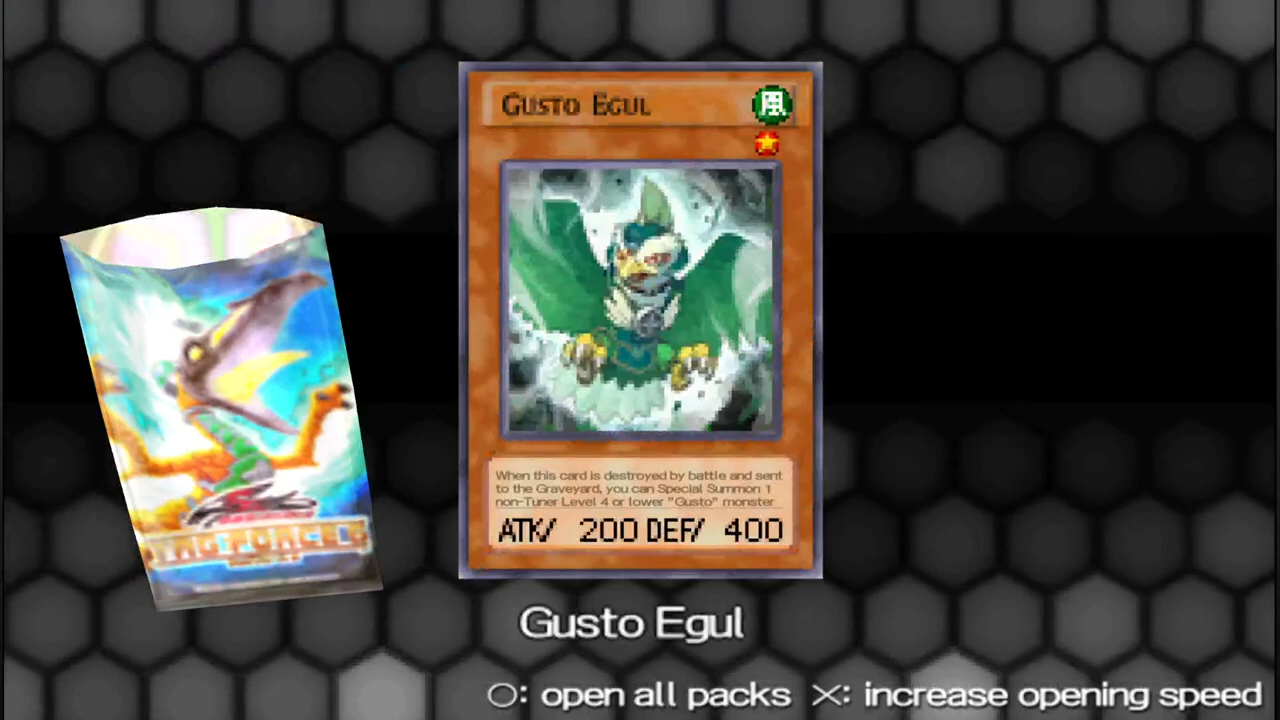 Gusto Egul
風
When this card is destroyed by battle and sent
to the Graveyard, you can Special Summon 1
non-Tuner Level 4 or lower "Gusto" monster
ATK/ 200 DEF/ 400
Gusto Egul
○: open all packs ×: increase opening speed